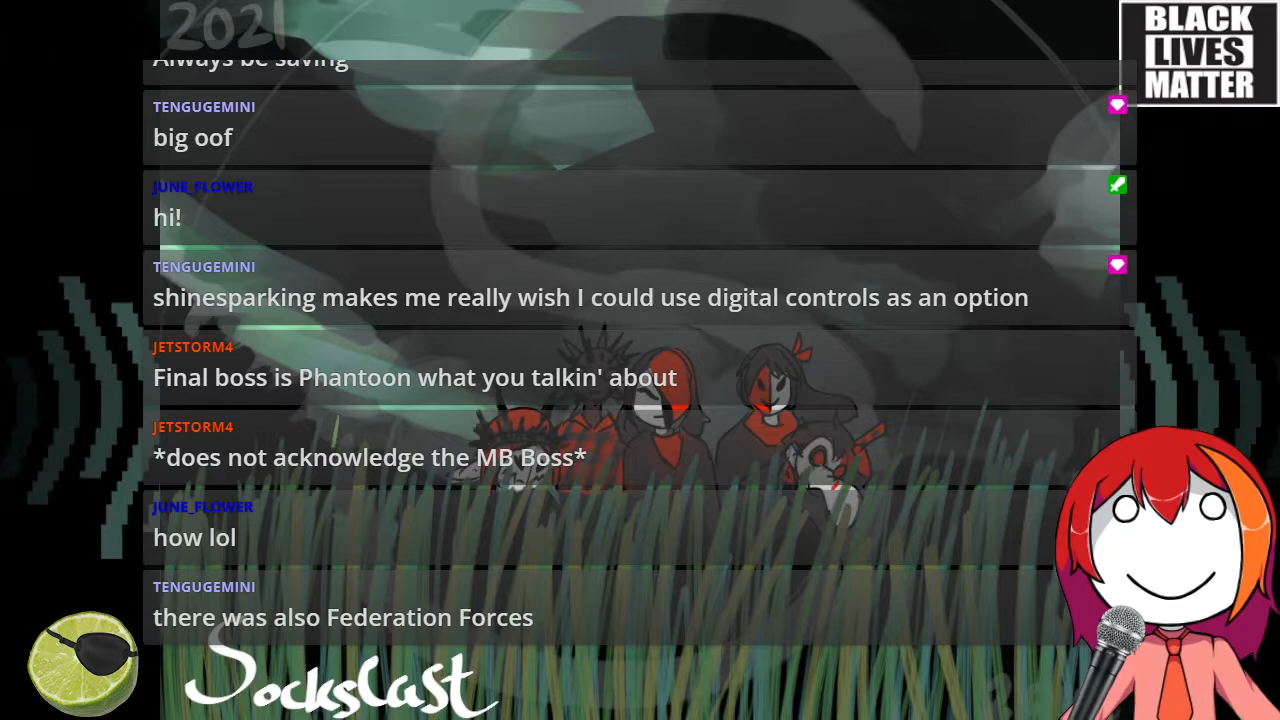 2021
BLACK
LIVES
MATTER
Always be saving
TENGUGEMINI
big oof
JUNE_FLOWER
hi!
TENGUGEMINI
shinesparking makes me really wish I could use digital controls as an option
JETSTORM4
Final boss is Phantoon what you talkin' about
JETSTORM4
*does not acknowledge the MB Boss*
JUNE_FLOWER
how lol
TENGUGEMINI
there was also Federation Forces
SocksCast